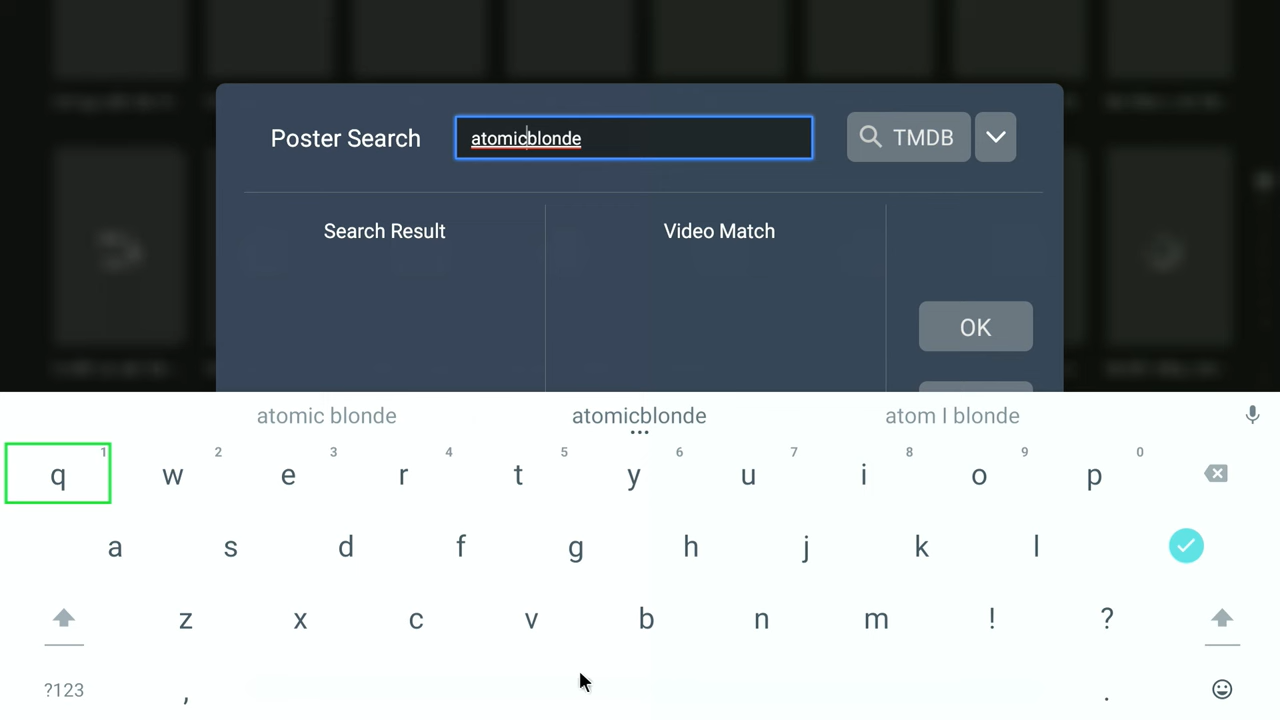 Poster Search atomicblonde TMDB
Search Result Video Match
OK
atomic blonde atomicblonde atom I blonde
1 2 3 4 5 6 7 8 9 0
q w e r t y u i o p
a s d f g h j k l
z x c v b n m ! ?
?123 , .